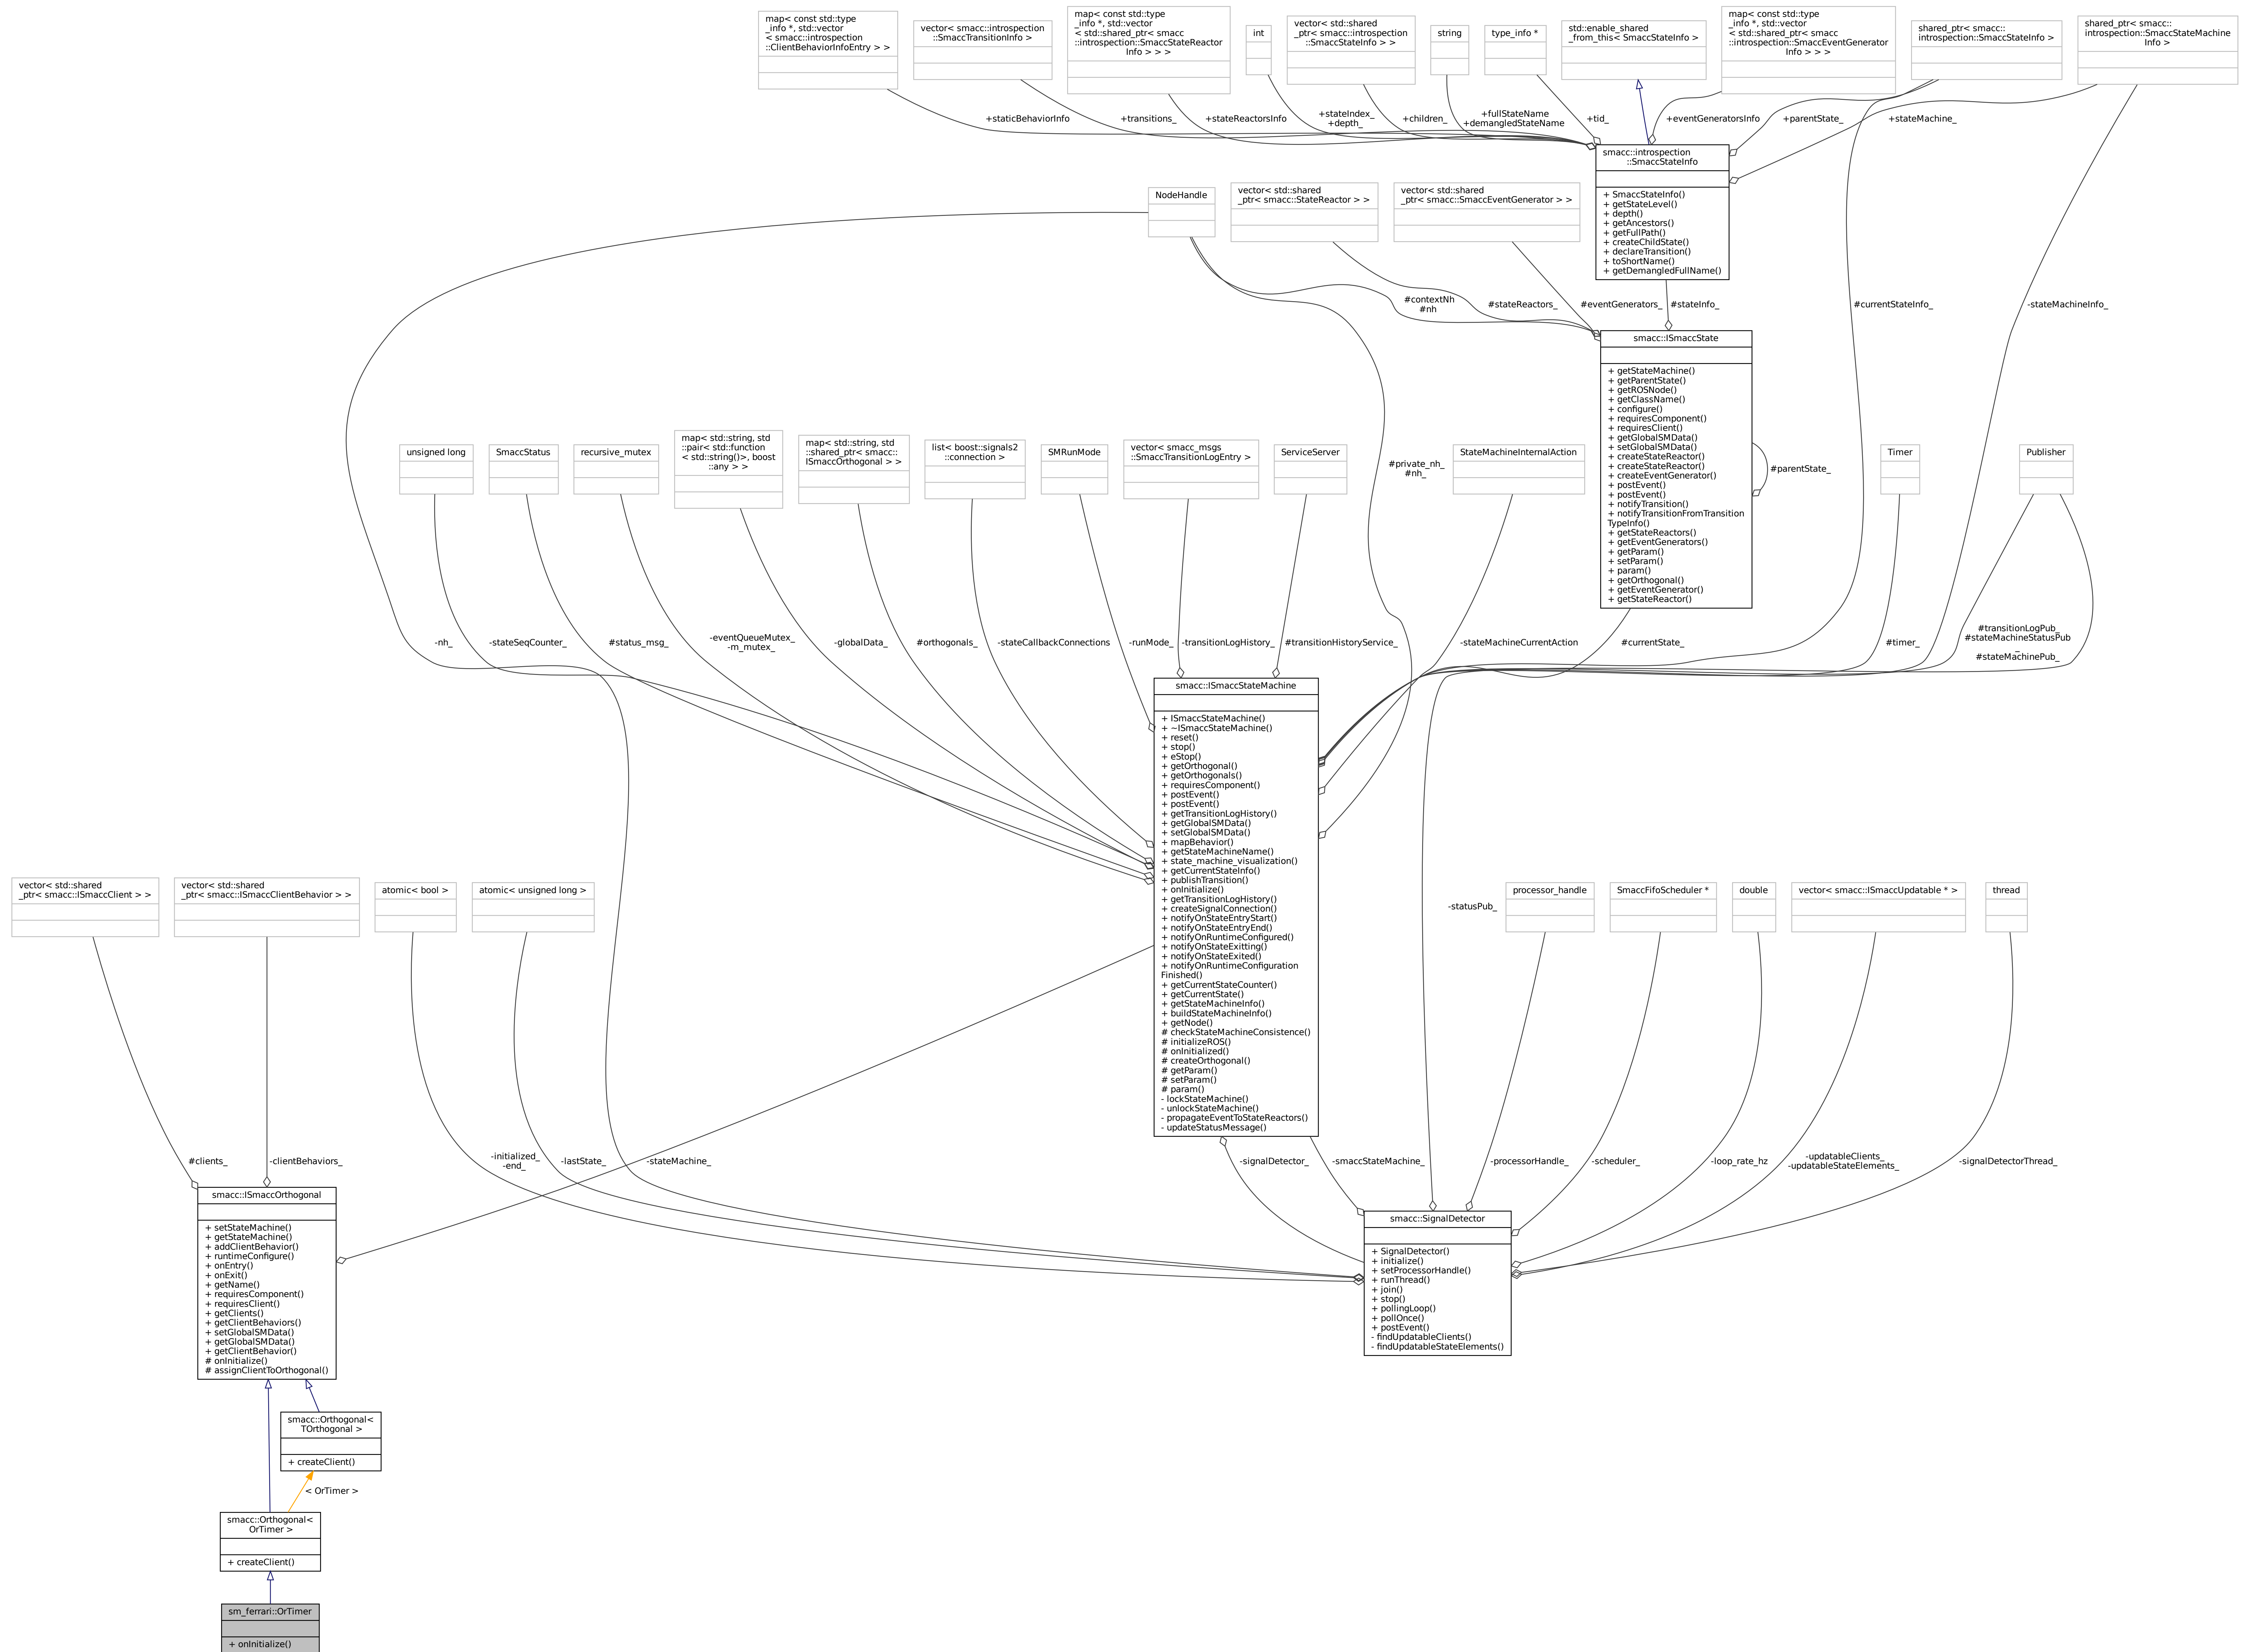 map< const std::type
_info *, std::vector
< smacc::introspection
::ClientBehaviorInfoEntry > >
vector< smacc::introspection
::SmaccTransitionInfo >
map< const std::type
_info *, std::vector
< std::shared_ptr< smacc
::introspection::SmaccStateReactor
Info > > >
int
vector< std::shared
_ptr< smacc::introspection
::SmaccStateInfo > >
string
type_info *
std::enable_shared
_from_this< SmaccStateInfo >
map< const std::type
_info *, std::vector
< std::shared_ptr< smacc
::introspection::SmaccEventGenerator
Info > > >
shared_ptr< smacc::
introspection::SmaccStateInfo >
shared_ptr< smacc::
introspection::SmaccStateMachine
Info >
+staticBehaviorInfo
+transitions_
+stateReactorsInfo
+stateIndex_
+depth_
+children_
+fullStateName
+demangledStateName
+tid_
+eventGeneratorsInfo
+parentState_
+stateMachine_
smacc::introspection
::SmaccStateInfo
+ SmaccStateInfo()
+ getStateLevel()
+ depth()
+ getAncestors()
+ getFullPath()
+ createChildState()
+ declareTransition()
+ toShortName()
+ getDemangledFullName()
NodeHandle
vector< std::shared
_ptr< smacc::StateReactor > >
vector< std::shared
_ptr< smacc::SmaccEventGenerator > >
#contextNh
#nh
#stateReactors_
#eventGenerators_
#stateInfo_
#currentStateInfo_
-stateMachineInfo_
smacc::ISmaccState
+ getStateMachine()
+ getParentState()
+ getROSNode()
+ getClassName()
+ configure()
+ requiresComponent()
+ requiresClient()
+ getGlobalSMData()
+ setGlobalSMData()
+ createStateReactor()
+ createStateReactor()
+ createEventGenerator()
+ postEvent()
+ postEvent()
+ notifyTransition()
+ notifyTransitionFromTransition
TypeInfo()
+ getStateReactors()
+ getEventGenerators()
+ getParam()
+ setParam()
+ param()
+ getOrthogonal()
+ getEventGenerator()
+ getStateReactor()
#parentState_
unsigned long
SmaccStatus
recursive_mutex
map< std::string, std
::pair< std::function
< std::string()>, boost
::any > >
map< std::string, std
::shared_ptr< smacc::
ISmaccOrthogonal > >
list< boost::signals2
::connection >
SMRunMode
vector< smacc_msgs
::SmaccTransitionLogEntry >
ServiceServer
#private_nh_
#nh_
StateMachineInternalAction
Timer
Publisher
-nh_
-stateSeqCounter_
#status_msg_
-eventQueueMutex_
-m_mutex_
-globalData_
#orthogonals_
-stateCallbackConnections
-runMode_
-transitionLogHistory_
#transitionHistoryService_
-stateMachineCurrentAction
#currentState_
#timer_
#transitionLogPub_
#stateMachineStatusPub
_
#stateMachinePub_
smacc::ISmaccStateMachine
+ ISmaccStateMachine()
+ ~ISmaccStateMachine()
+ reset()
+ stop()
+ eStop()
+ getOrthogonal()
+ getOrthogonals()
+ requiresComponent()
+ postEvent()
+ postEvent()
+ getTransitionLogHistory()
+ getGlobalSMData()
+ setGlobalSMData()
+ mapBehavior()
+ getStateMachineName()
+ state_machine_visualization()
+ getCurrentStateInfo()
+ publishTransition()
+ onInitialize()
+ getTransitionLogHistory()
+ createSignalConnection()
+ notifyOnStateEntryStart()
+ notifyOnStateEntryEnd()
+ notifyOnRuntimeConfigured()
+ notifyOnStateExitting()
+ notifyOnStateExited()
+ notifyOnRuntimeConfiguration
Finished()
+ getCurrentStateCounter()
+ getCurrentState()
+ getStateMachineInfo()
+ buildStateMachineInfo()
+ getNode()
# checkStateMachineConsistence()
# initializeROS()
# onInitialized()
# createOrthogonal()
# getParam()
# setParam()
# param()
- lockStateMachine()
- unlockStateMachine()
- propagateEventToStateReactors()
- updateStatusMessage()
vector< std::shared
_ptr< smacc::ISmaccClient > >
vector< std::shared
_ptr< smacc::ISmaccClientBehavior > >
atomic< bool >
atomic< unsigned long >
-statusPub_
processor_handle
SmaccFifoScheduler *
double
vector< smacc::ISmaccUpdatable * >
thread
#clients_
-clientBehaviors_
-initialized_
-end_
-lastState_
-stateMachine_
-signalDetector_
-smaccStateMachine_
-processorHandle_
-scheduler_
-loop_rate_hz
-updatableClients_
-updatableStateElements_
-signalDetectorThread_
smacc::ISmaccOrthogonal
+ setStateMachine()
+ getStateMachine()
+ addClientBehavior()
+ runtimeConfigure()
+ onEntry()
+ onExit()
+ getName()
+ requiresComponent()
+ requiresClient()
+ getClients()
+ getClientBehaviors()
+ setGlobalSMData()
+ getGlobalSMData()
+ getClientBehavior()
# onInitialize()
# assignClientToOrthogonal()
smacc::SignalDetector
+ SignalDetector()
+ initialize()
+ setProcessorHandle()
+ runThread()
+ join()
+ stop()
+ pollingLoop()
+ pollOnce()
+ postEvent()
- findUpdatableClients()
- findUpdatableStateElements()
smacc::Orthogonal<
TOrthogonal >
+ createClient()
< OrTimer >
smacc::Orthogonal<
OrTimer >
+ createClient()
sm_ferrari::OrTimer
+ onInitialize()